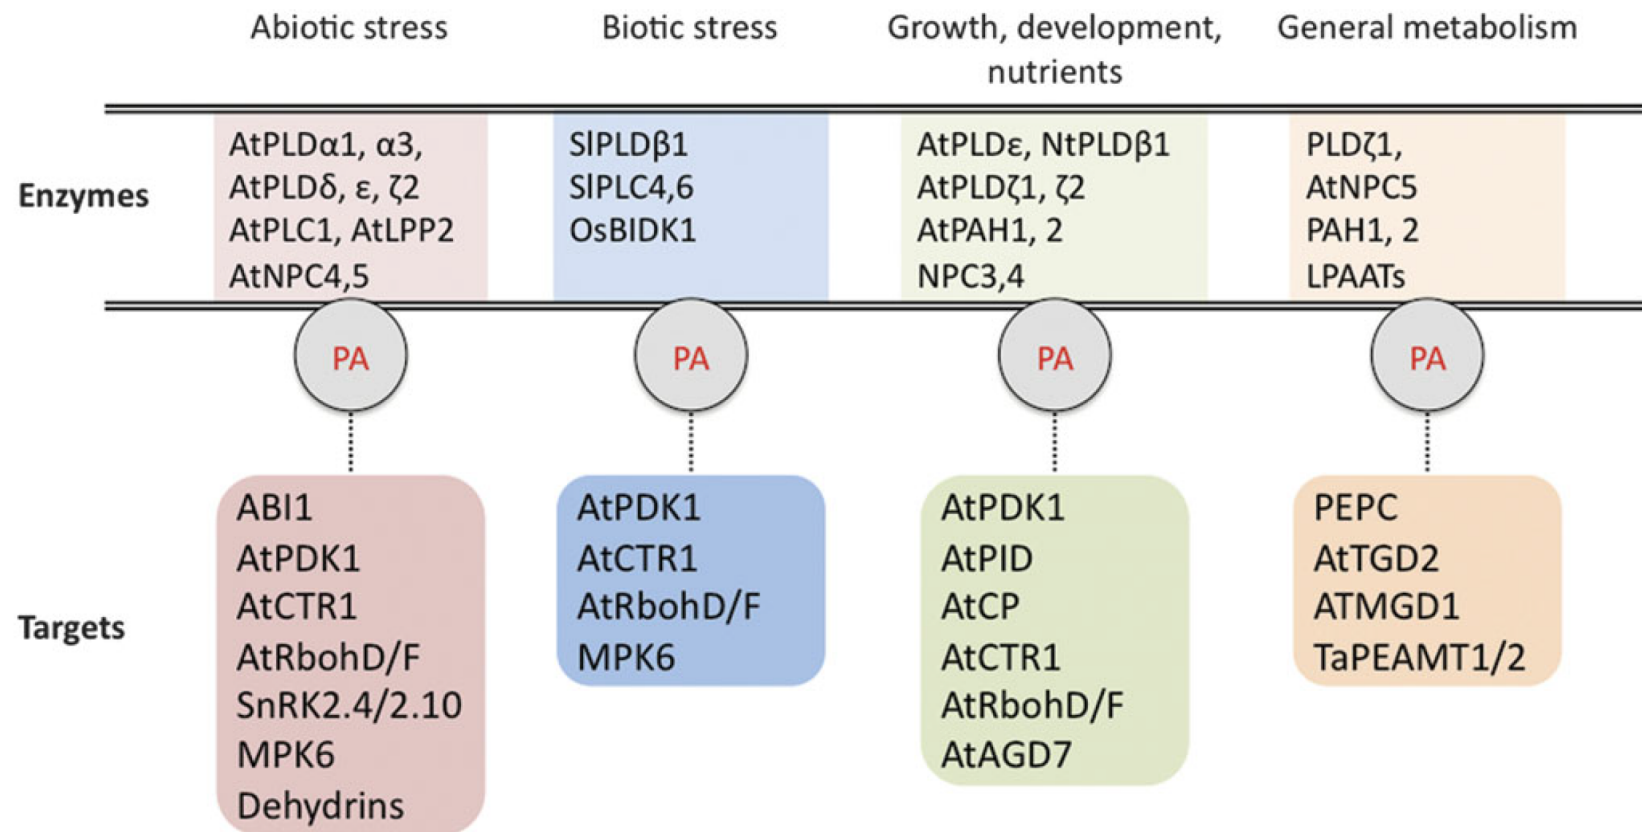 Abiotic stress
Biotic stress
Growth, development,
nutrients
General metabolism
Enzymes
AtPLDα1, α3,
AtPLDδ, ε, ζ2
AtPLC1, AtLPP2
AtNPC4,5
SlPLDβ1
SlPLC4,6
OsBIDK1
AtPLDε, NtPLDβ1
AtPLDζ1, ζ2
AtPAH1, 2
NPC3,4
PLDζ1,
AtNPC5
PAH1, 2
LPAATs
PA
PA
PA
PA
Targets
ABI1
AtPDK1
AtCTR1
AtRbohD/F
SnRK2.4/2.10
MPK6
Dehydrins
AtPDK1
AtCTR1
AtRbohD/F
MPK6
AtPDK1
AtPID
AtCP
AtCTR1
AtRbohD/F
AtAGD7
PEPC
AtTGD2
ATMGD1
TaPEAMT1/2